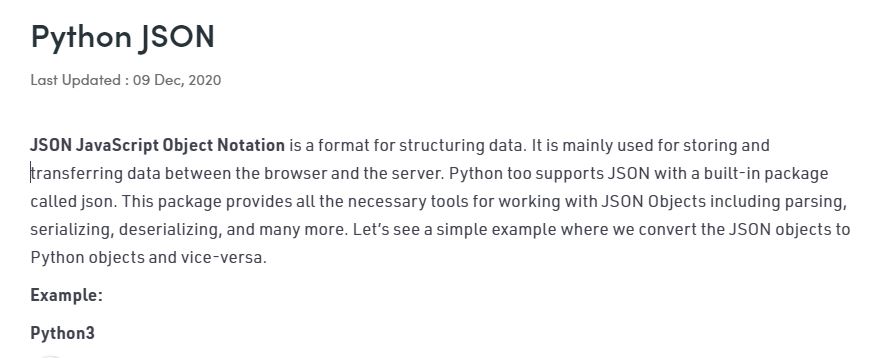 Python JSON
Last Updated : 09 Dec, 2020
JSON JavaScript Object Notation is a format for structuring data. It is mainly used for storing and
transferring data between the browser and the server. Python too supports JSON with a built-in package
called json. This package provides all the necessary tools for working with JSON Objects including parsing,
serializing, deserializing, and many more. Let’s see a simple example where we convert the JSON objects to
Python objects and vice-versa.
Example:
Python3